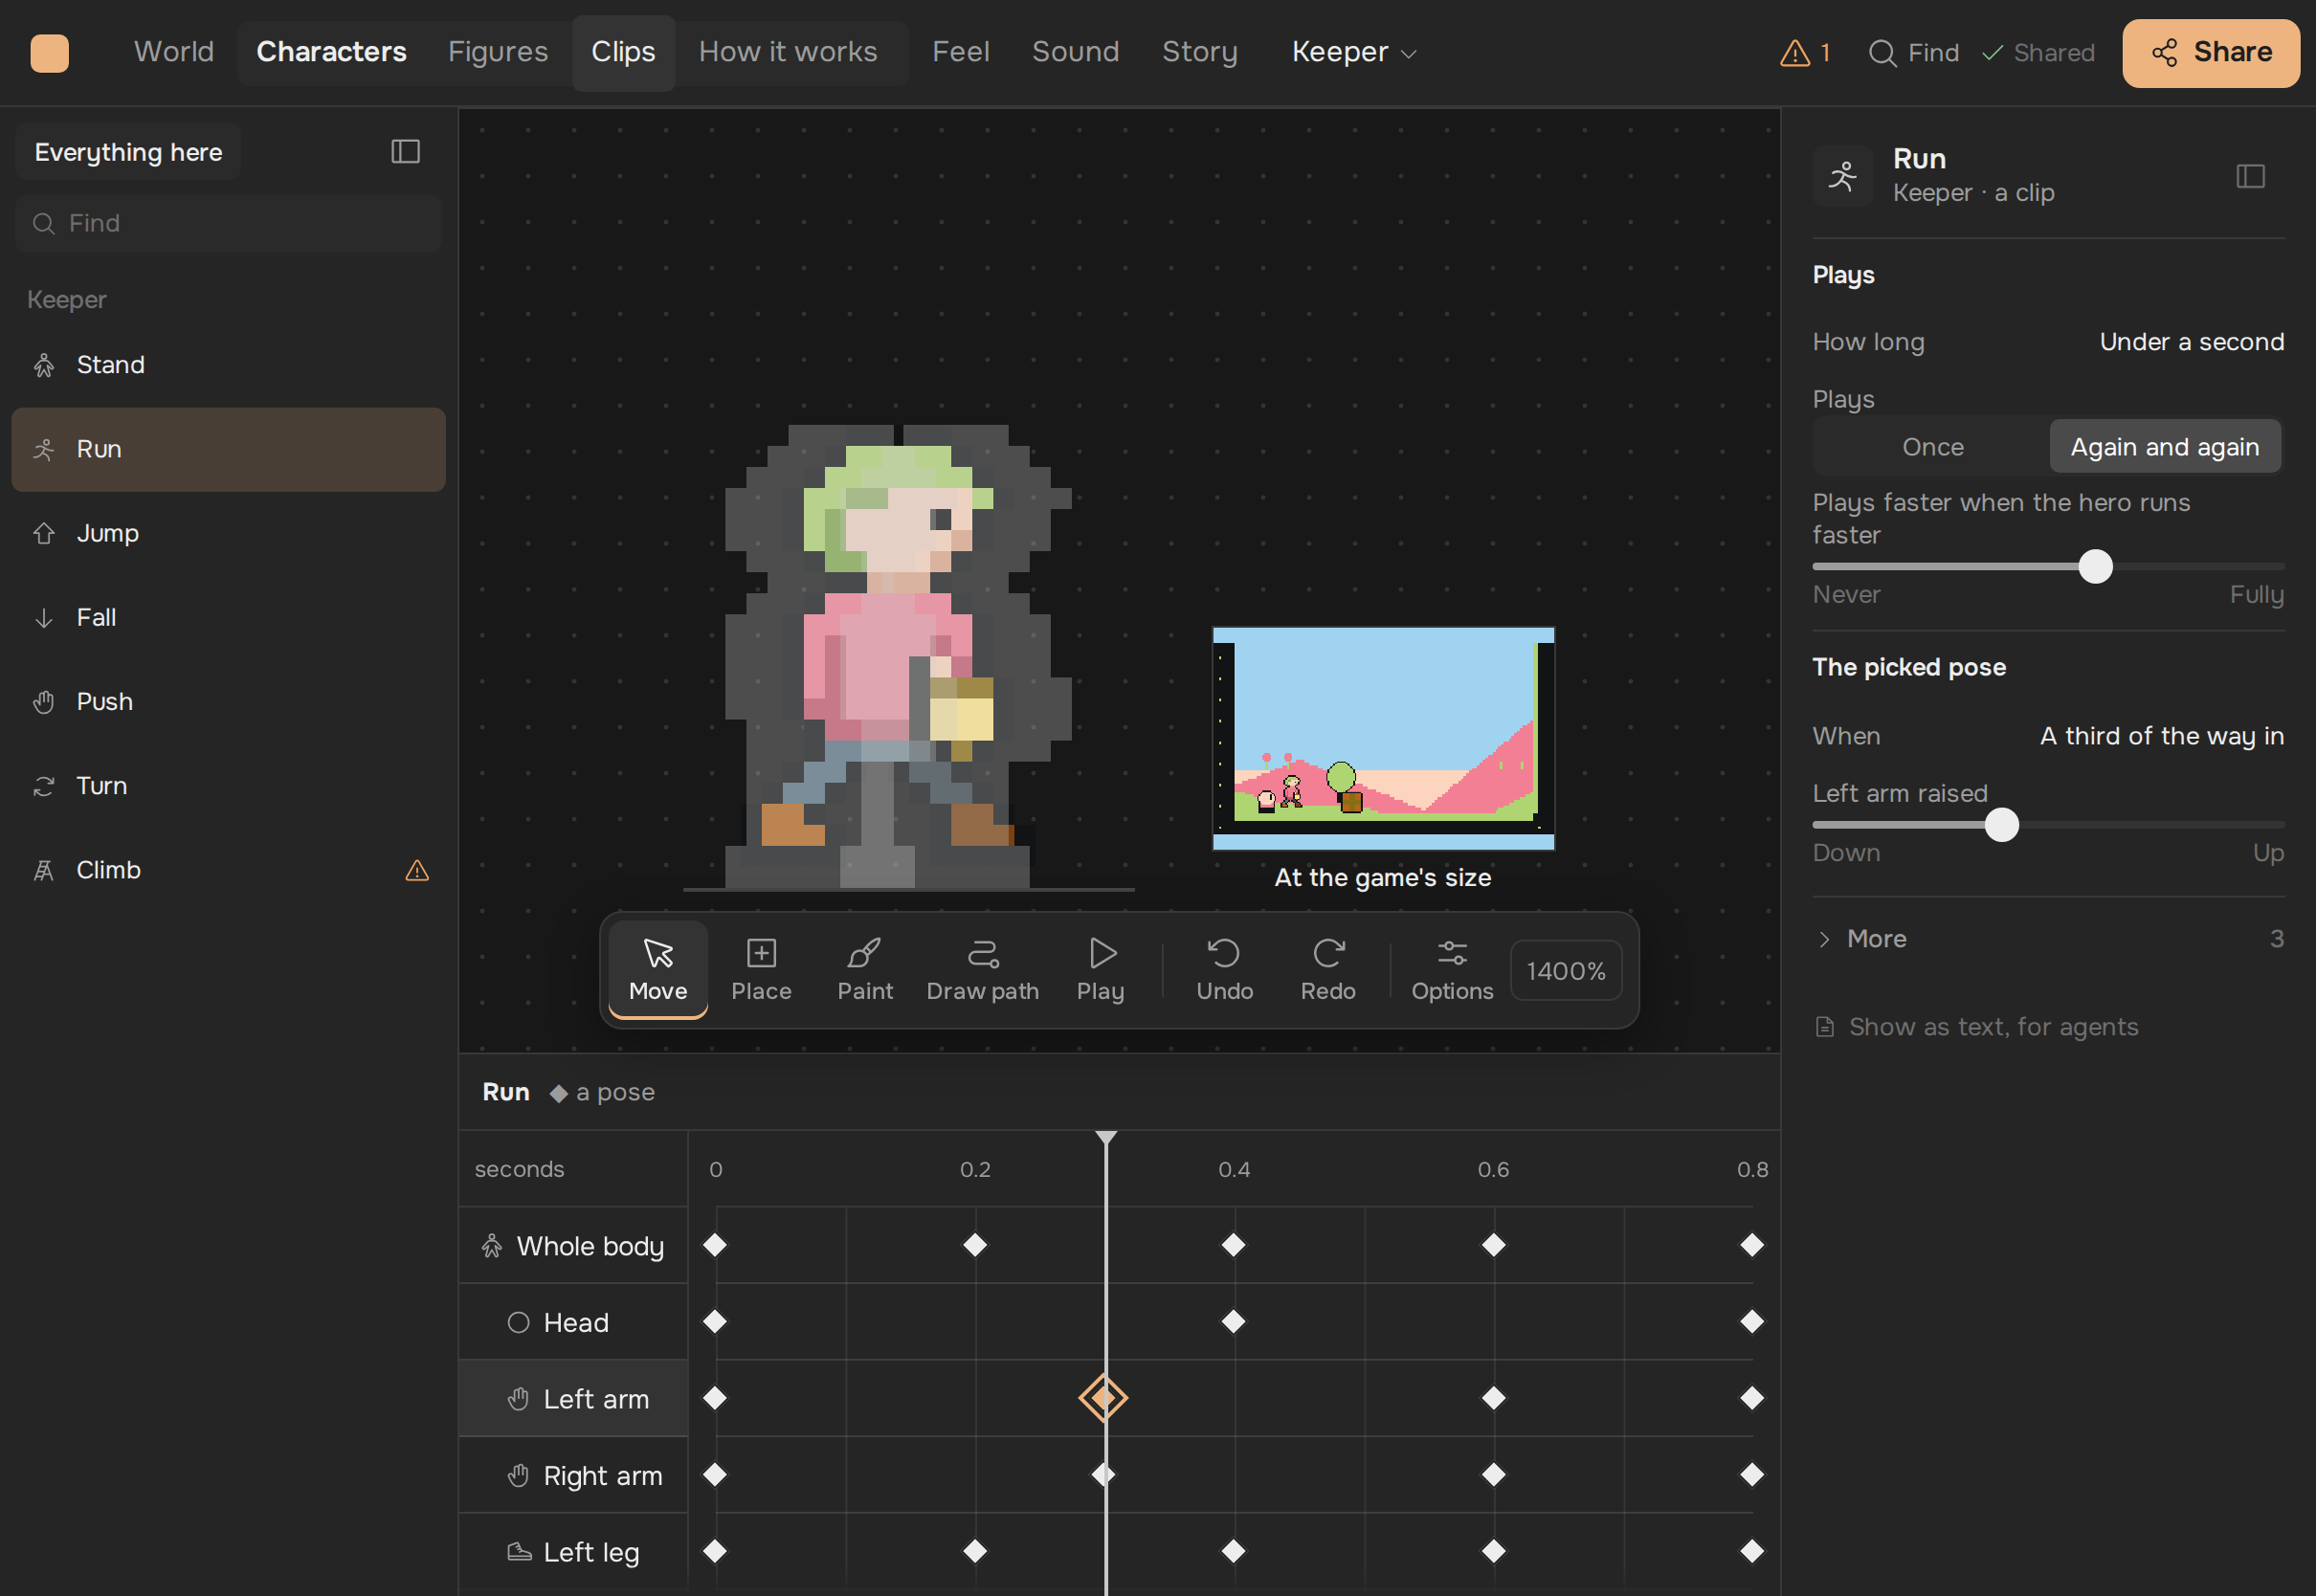 World Characters Figures Clips How it works Feel Sound Story Keeper 1 Find Shared Share
Everything here
Find
Keeper
Stand
Run
Jump
Fall
Push
Turn
Climb
At the game's size
Move Place Paint Draw path Play Undo Redo Options 1400%
Run a pose
seconds 0 0.2 0.4 0.6 0.8
Whole body
Head
Left arm
Right arm
Left leg
Run
Keeper · a clip
Plays
How long Under a second
Plays
Once Again and again
Plays faster when the hero runs
faster
Never Fully
The picked pose
When A third of the way in
Left arm raised
Down Up
More 3
Show as text, for agents